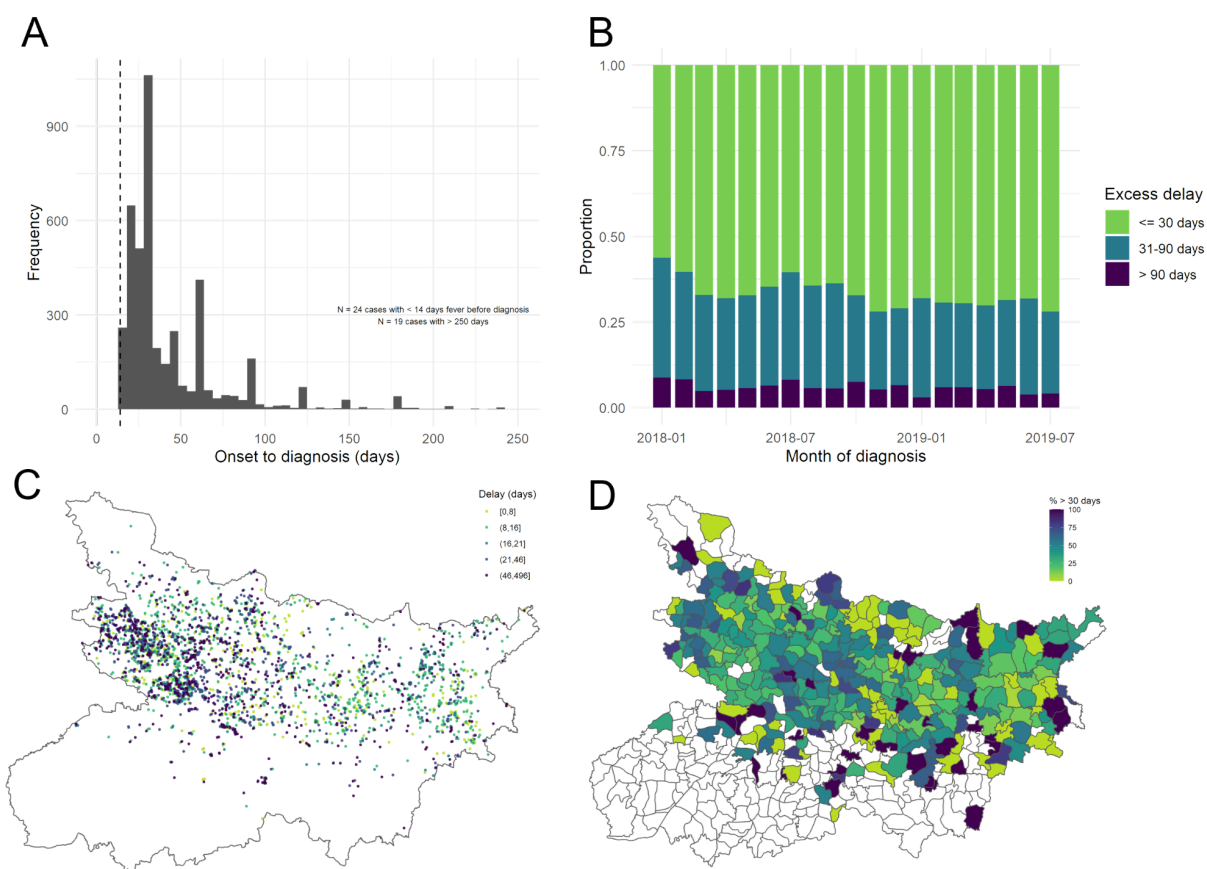 A
900
600
300
0
Frequency
N = 24 cases with < 14 days fever before diagnosis
N = 19 cases with > 250 days
0 50 100 150 200 250
Onset to diagnosis (days)
B
1.00
0.75
0.50
0.25
0.00
Proportion
2018-01 2018-07 2019-01 2019-07
Month of diagnosis
Excess delay
<= 30 days
31-90 days
> 90 days
C
Delay (days)
[0,8]
(8,16]
(16,21]
(21,46]
(46,496]
D
% > 30 days
100
75
50
25
0